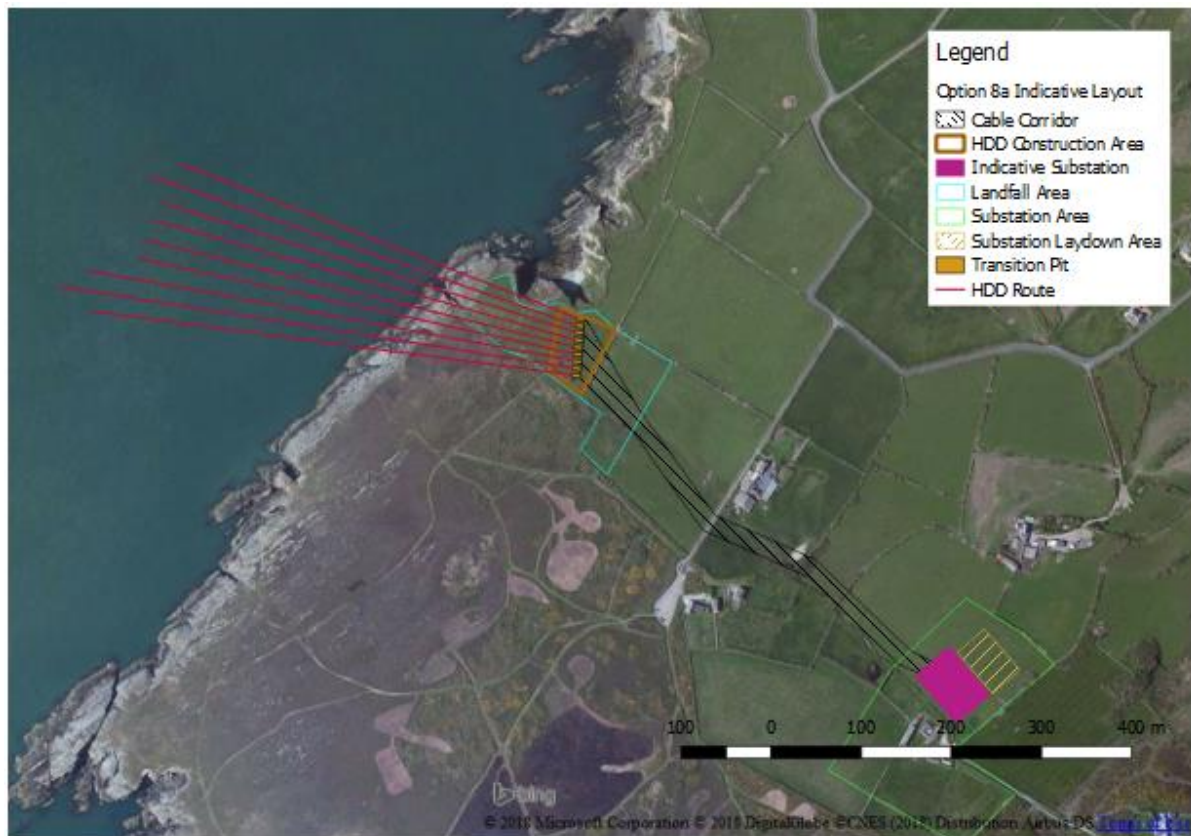 Legend
Option 8a Indicative Layout
Cable Corridor
HDD Construction Area
Indicative Substation
Landfall Area
Substation Area
Substation Laydown Area
Transition Pit
HDD Route
100 0 100 200 300 400 m
bing
© 2018 Microsoft Corporation © 2018 DigitalGlobe ©CNES (2018) Distribution Airbus DS